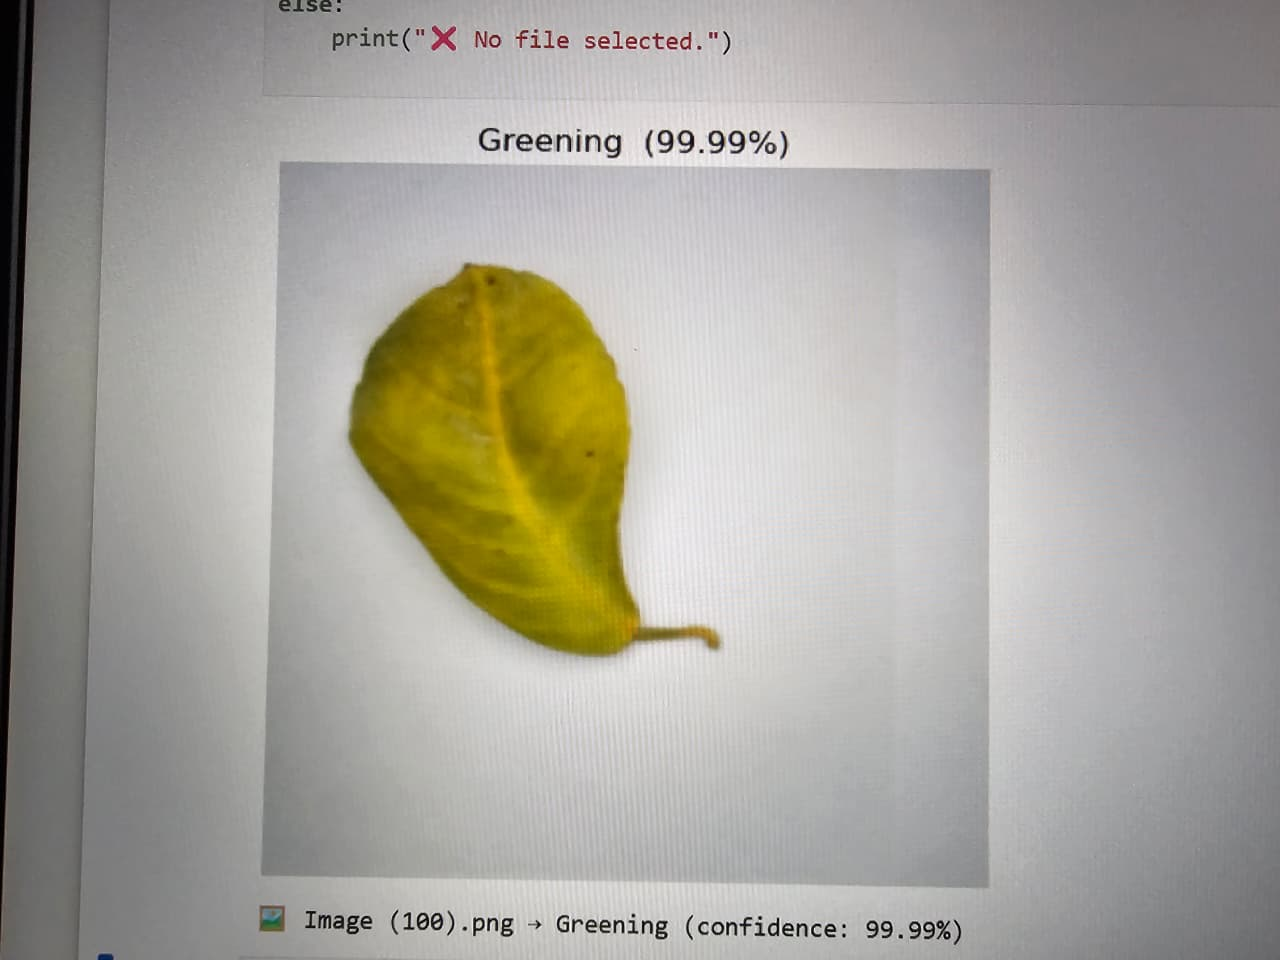 else:
print("❌ No file selected.")
Greening (99.99%)
Image (100).png → Greening (confidence: 99.99%)